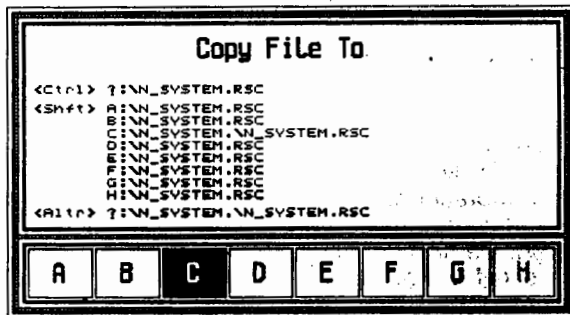 Copy File To
<Ctrl> ?:\N_SYSTEM.RSC
<Shft> A:\N_SYSTEM.RSC
B:\N_SYSTEM.RSC
C:\N_SYSTEM.\N_SYSTEM.RSC
D:\N_SYSTEM.RSC
E:\N_SYSTEM.RSC
F:\N_SYSTEM.RSC
G:\N_SYSTEM.RSC
H:\N_SYSTEM.RSC
<Altn> ?:\N_SYSTEM.\N_SYSTEM.RSC
A B C D E F G H